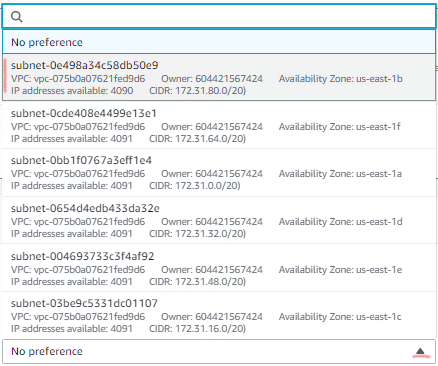 No preference
subnet-0e498a34c58db50e9
VPC: vpc-075b0a07621fed9d6 Owner: 604421567424 Availability Zone: us-east-1b
IP addresses available: 4090 CIDR: 172.31.80.0/20)
subnet-0cde408e4499e13e1
VPC: vpc-075b0a07621fed9d6 Owner: 604421567424 Availability Zone: us-east-1f
IP addresses available: 4091 CIDR: 172.31.64.0/20)
subnet-0bb1f0767a3eff1e4
VPC: vpc-075b0a07621fed9d6 Owner: 604421567424 Availability Zone: us-east-1a
IP addresses available: 4091 CIDR: 172.31.0.0/20)
subnet-0654d4edb433da32e
VPC: vpc-075b0a07621fed9d6 Owner: 604421567424 Availability Zone: us-east-1d
IP addresses available: 4091 CIDR: 172.31.32.0/20)
subnet-004693733c3f4af92
VPC: vpc-075b0a07621fed9d6 Owner: 604421567424 Availability Zone: us-east-1e
IP addresses available: 4091 CIDR: 172.31.48.0/20)
subnet-03be9c5331dc01107
VPC: vpc-075b0a07621fed9d6 Owner: 604421567424 Availability Zone: us-east-1c
IP addresses available: 4091 CIDR: 172.31.16.0/20)
No preference